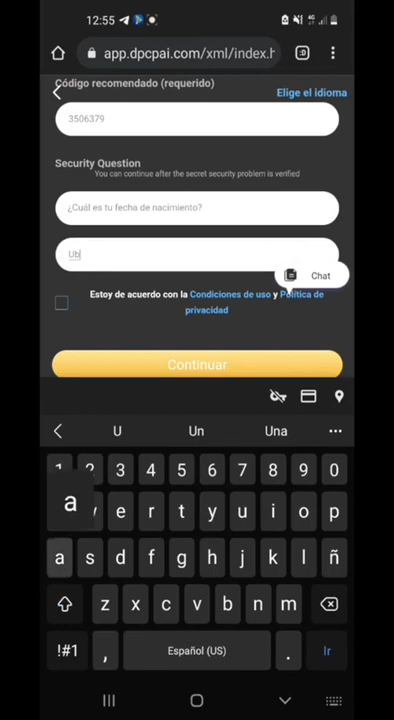 12:55
app.dpcpai.com/xml/index.h
:D
Código recomendado (requerido)
Elige el idioma
3506379
Security Question
You can continue after the secret security problem is verified
¿Cuál es tu fecha de nacimiento?
Ub
Chat
Estoy de acuerdo con la Condiciones de uso y Política de
privacidad
Continuar
U Un Una
1 2 3 4 5 6 7 8 9 0
a
e r t y u i o p
a s d f g h j k l ñ
z x c v b n m
!#1 , Español (US) . Ir